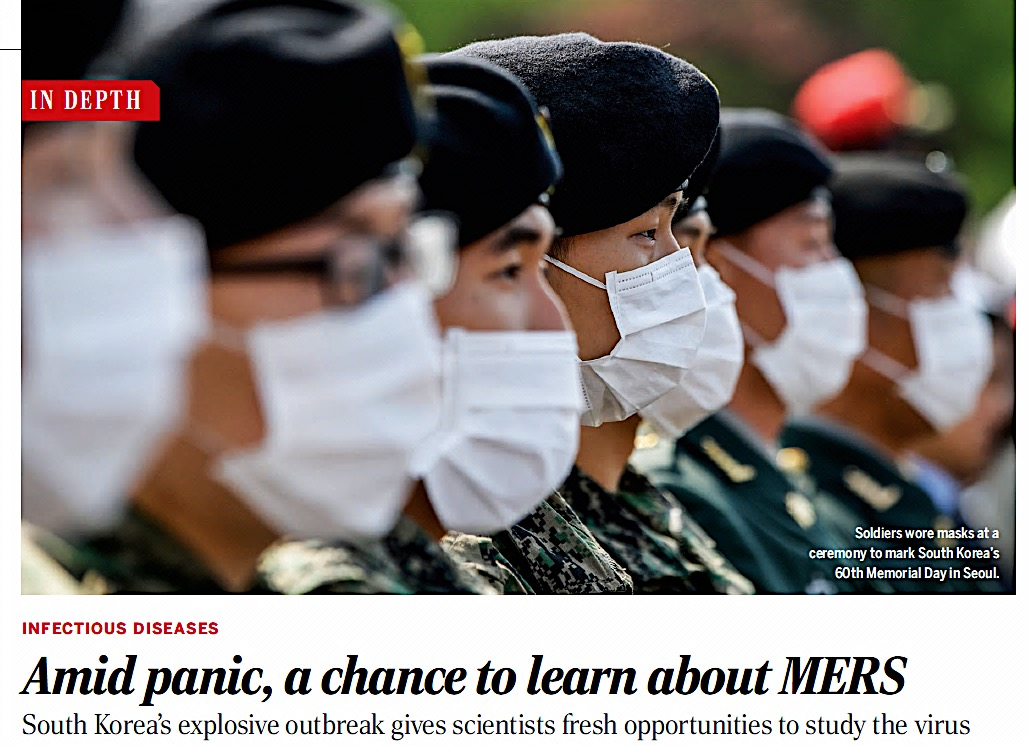 IN DEPTH
Soldiers wore masks at a
ceremony to mark South Korea's
60th Memorial Day in Seoul.
INFECTIOUS DISEASES
Amid panic, a chance to learn about MERS
South Korea's explosive outbreak gives scientists fresh opportunities to study the virus